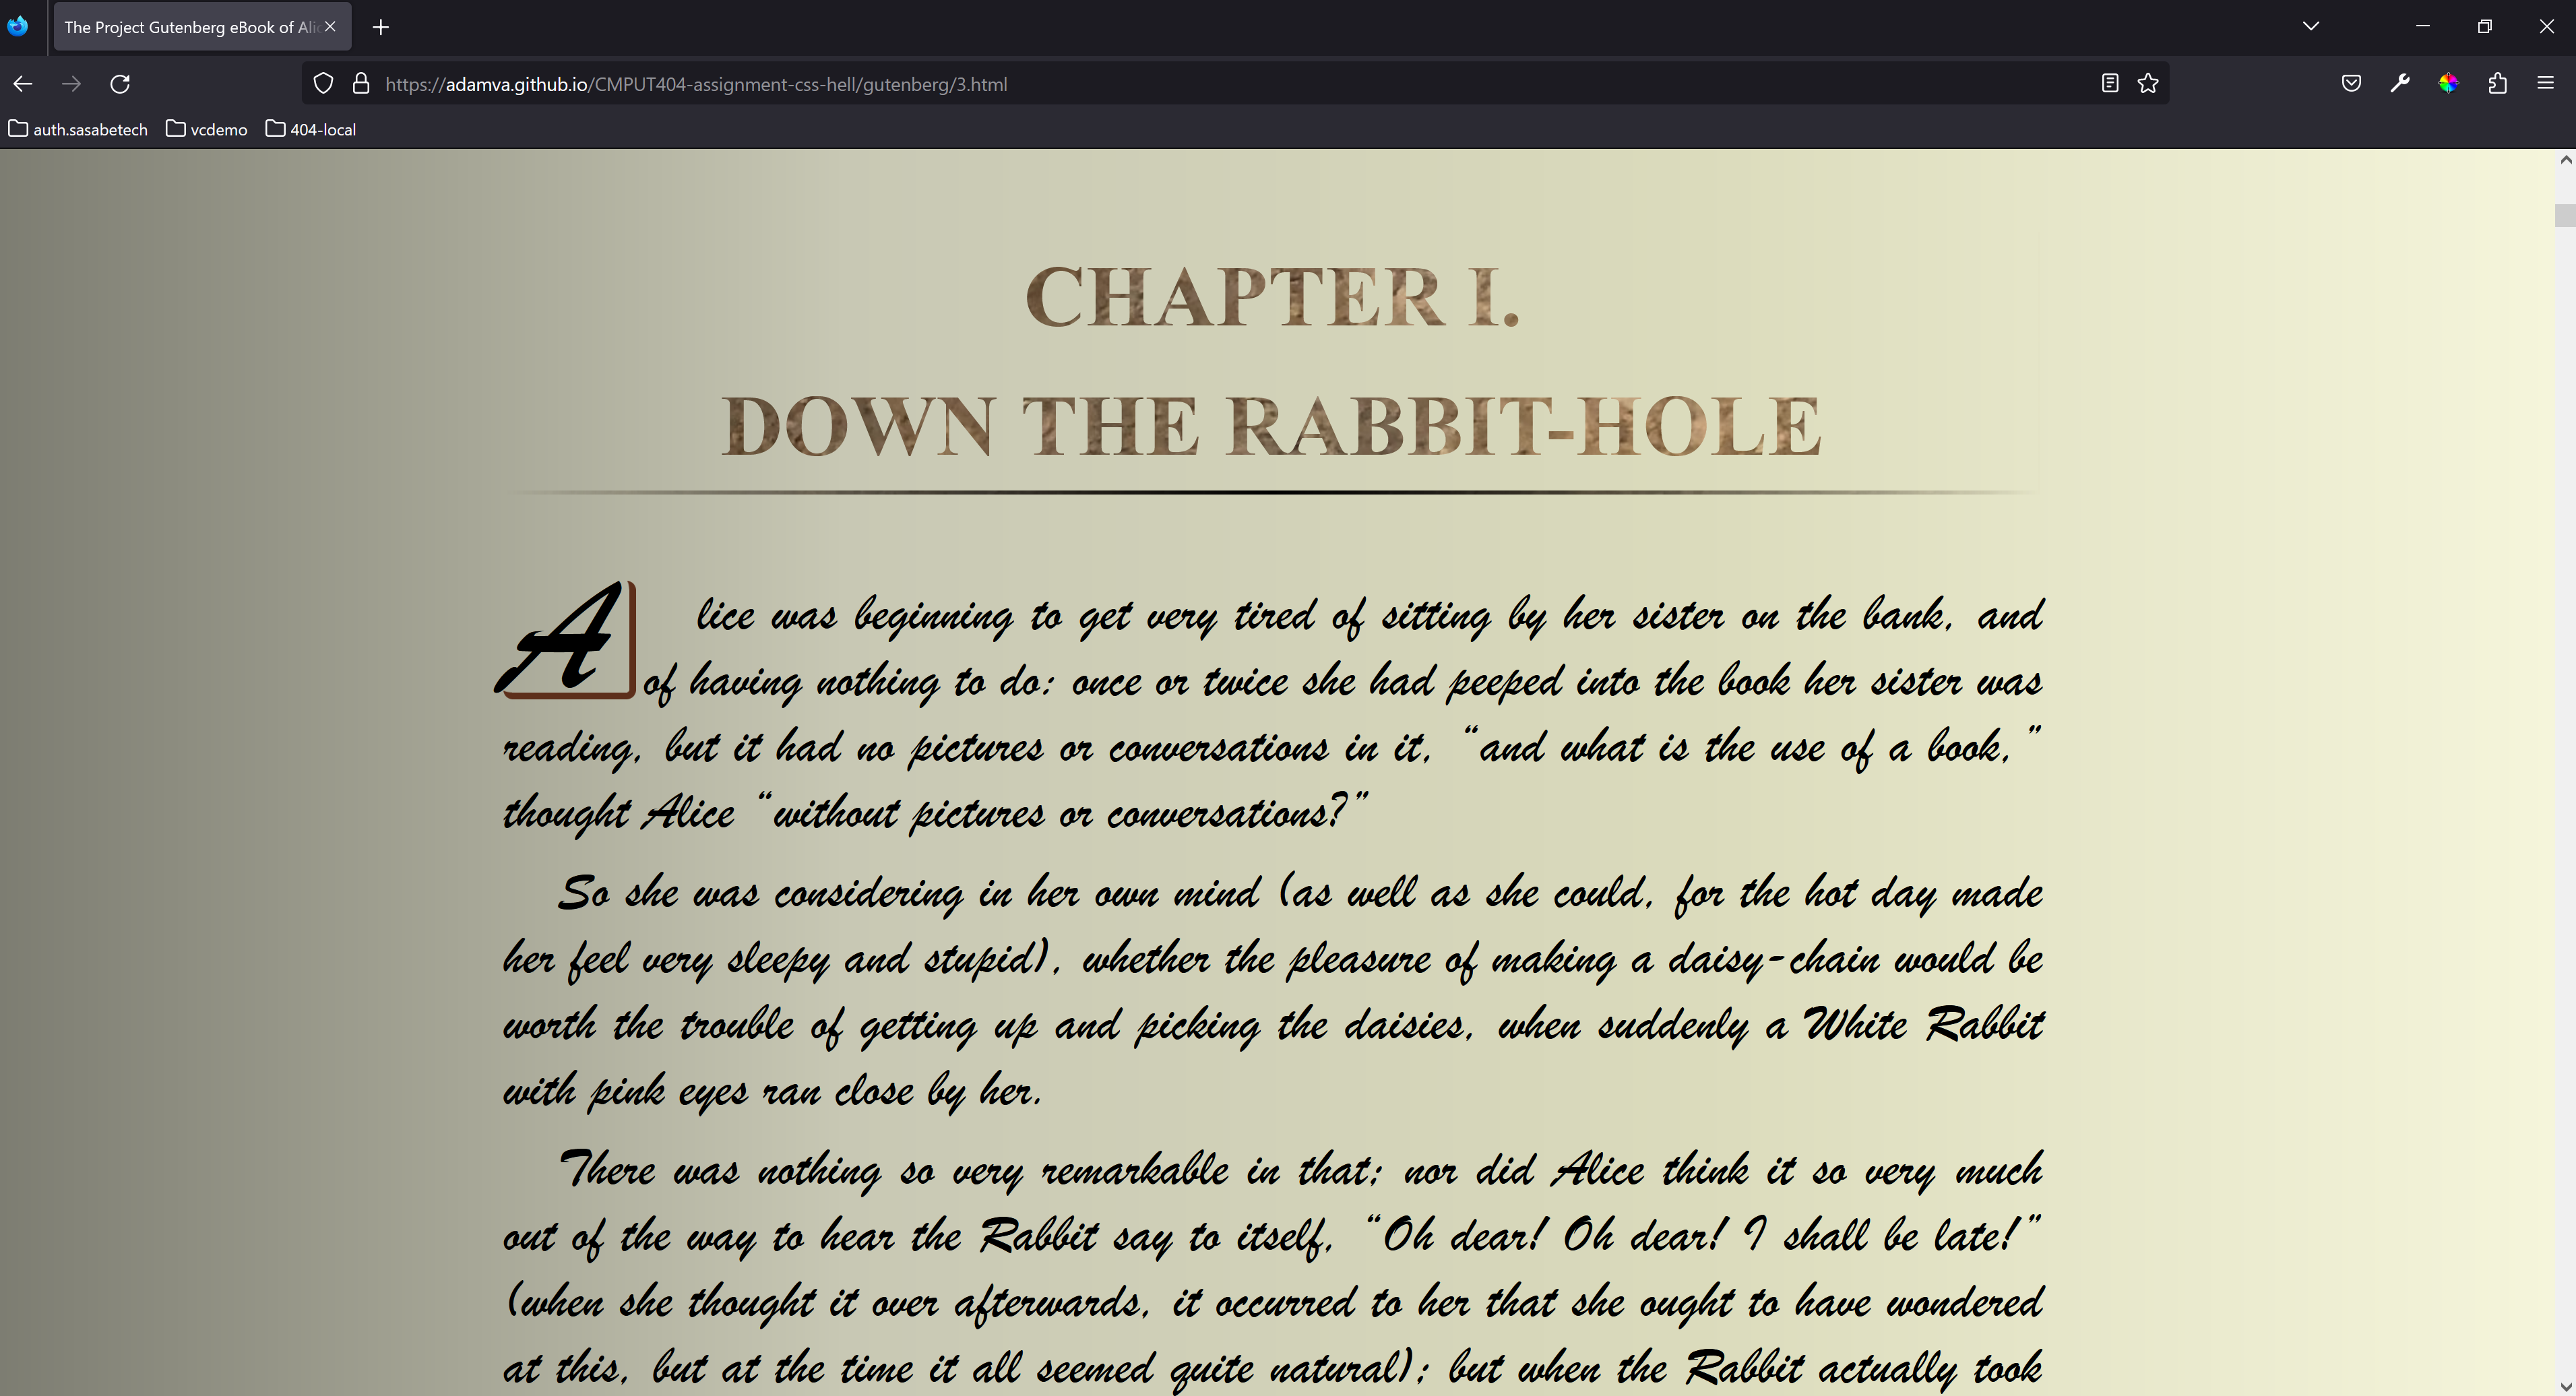 The Project Gutenberg eBook of Alic
https://adamva.github.io/CMPUT404-assignment-css-hell/gutenberg/3.html
auth.sasabetech vcdemo 404-local
CHAPTER I.
DOWN THE RABBIT-HOLE
Alice was beginning to get very tired of sitting by her sister on the bank, and
of having nothing to do: once or twice she had peeped into the book her sister was
reading, but it had no pictures or conversations in it, “and what is the use of a book,”
thought Alice “without pictures or conversations?”
So she was considering in her own mind (as well as she could, for the hot day made
her feel very sleepy and stupid), whether the pleasure of making a daisy-chain would be
worth the trouble of getting up and picking the daisies, when suddenly a White Rabbit
with pink eyes ran close by her.
There was nothing so very remarkable in that; nor did Alice think it so very much
out of the way to hear the Rabbit say to itself, “Oh dear! Oh dear! I shall be late!”
(when she thought it over afterwards, it occurred to her that she ought to have wondered
at this, but at the time it all seemed quite natural); but when the Rabbit actually took